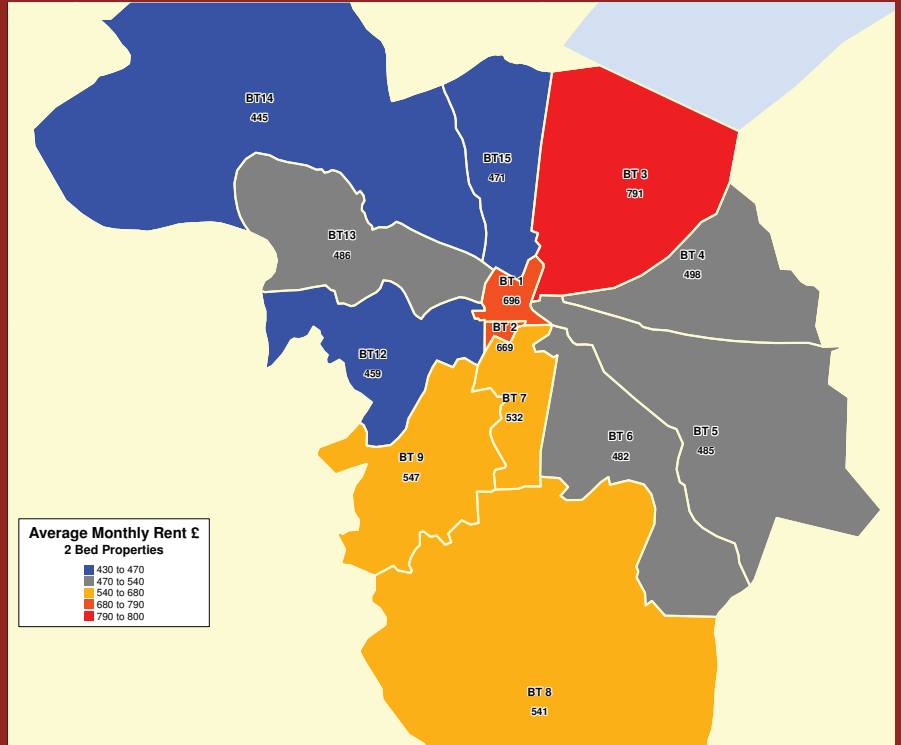 BT14
445
BT15
471
BT 3
791
BT13
486
BT 4
498
BT 1
696
BT 2
669
BT12
459
BT 7
532
BT 6
482
BT 5
485
BT 9
547
Average Monthly Rent £
2 Bed Properties
430 to 470
470 to 540
540 to 680
680 to 790
790 to 800
BT 8
541